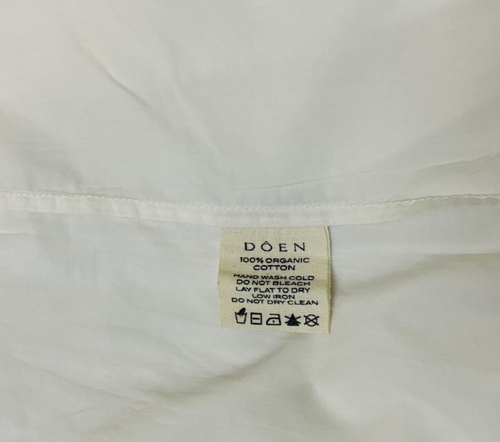 DÔEN
100% ORGANIC
COTTON
HAND WASH COLD
DO NOT BLEACH
LAY FLAT TO DRY
LOW IRON
DO NOT DRY CLEAN